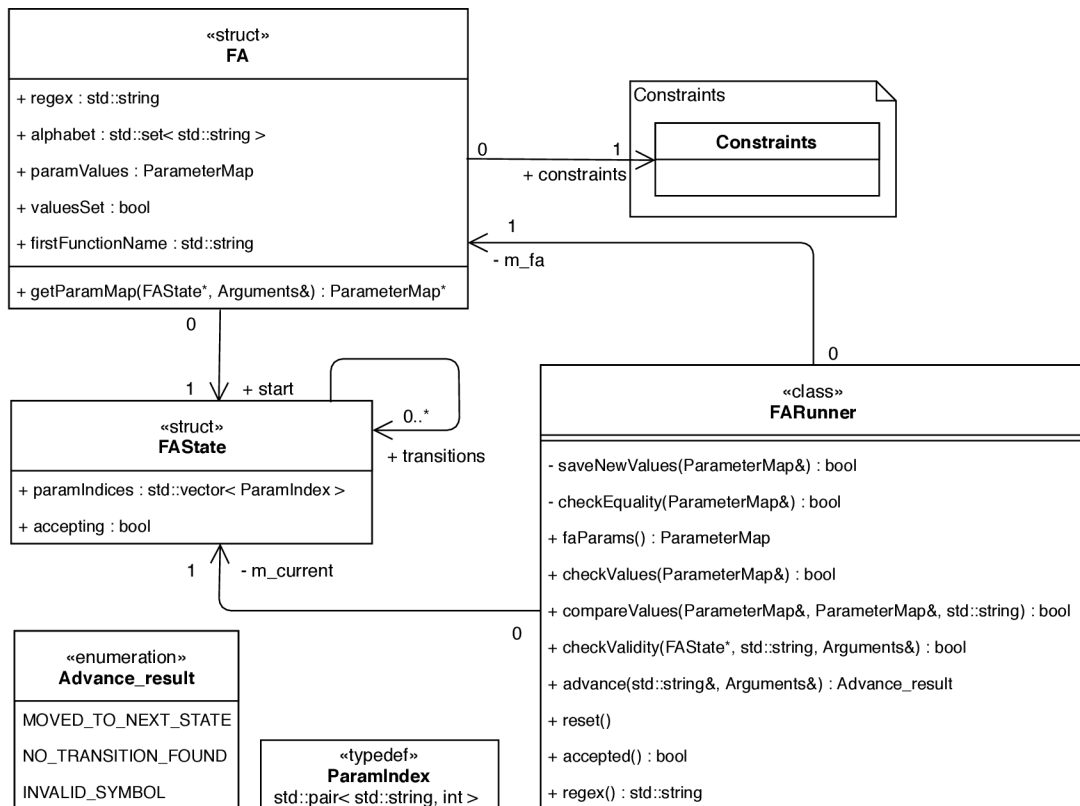 «struct»
FA
+ regex : std::string
+ alphabet : std::set< std::string >
+ paramValues : ParameterMap
+ valuesSet : bool
+ firstFunctionName : std::string
+ getParamMap(FAState*, Arguments&) : ParameterMap*
Constraints
Constraints
0
1
+ constraints
1
- m_fa
0
0
1
+ start
«struct»
FAState
+ paramIndices : std::vector< ParamIndex >
+ accepting : bool
0..*
+ transitions
1
- m_current
0
«class»
FARunner
- saveNewValues(ParameterMap&) : bool
- checkEquality(ParameterMap&) : bool
+ faParams() : ParameterMap
+ checkValues(ParameterMap&) : bool
+ compareValues(ParameterMap&, ParameterMap&, std::string) : bool
+ checkValidity(FAState*, std::string, Arguments&) : bool
+ advance(std::string&, Arguments&) : Advance_result
+ reset()
+ accepted() : bool
+ regex() : std::string
«enumeration»
Advance_result
MOVED_TO_NEXT_STATE
NO_TRANSITION_FOUND
INVALID_SYMBOL
«typedef»
ParamIndex
std::pair< std::string, int >